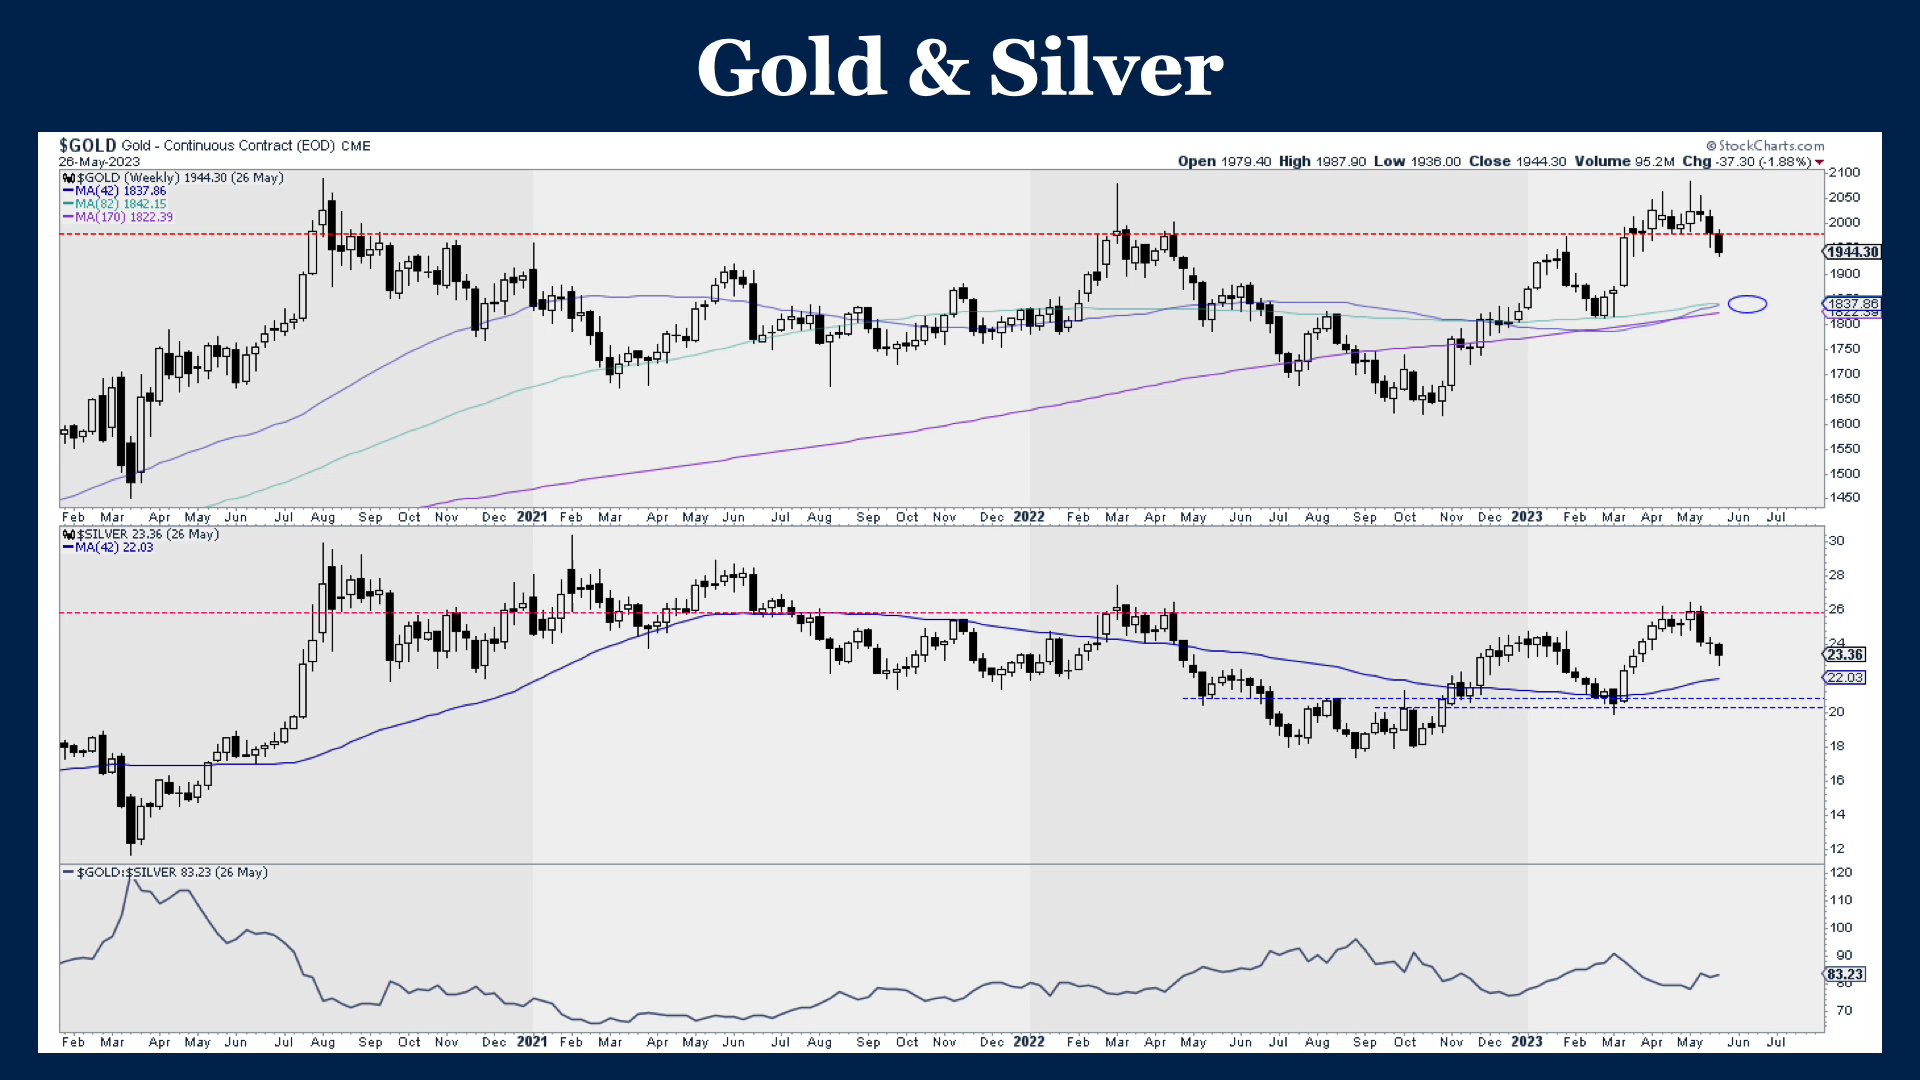 Gold & Silver
$GOLD Gold - Continuous Contract (EOD) CME
© StockCharts.com
26-May-2023
Open 1979.40 High 1987.90 Low 1936.00 Close 1944.30 Volume 95.2M Chg -37.30 (-1.88%)
$GOLD (Weekly) 1944.30 (26 May)
MA(42) 1837.86
MA(82) 1842.15
MA(170) 1822.39
2100
2050
2000
1944.30
1900
1837.86
1822.39
1800
1750
1700
1650
1600
1550
1500
1450
Feb Mar Apr May Jun Jul Aug Sep Oct Nov Dec 2021 Feb Mar Apr May Jun Jul Aug Sep Oct Nov Dec 2022 Feb Mar Apr May Jun Jul Aug Sep Oct Nov Dec 2023 Feb Mar Apr May Jun Jul
$SILVER 23.36 (26 May)
MA(42) 22.03
30
28
26
24
23.36
22.03
20
18
16
14
12
$GOLD:$SILVER 83.23 (26 May)
120
110
100
90
83.23
80
70
Feb Mar Apr May Jun Jul Aug Sep Oct Nov Dec 2021 Feb Mar Apr May Jun Jul Aug Sep Oct Nov Dec 2022 Feb Mar Apr May Jun Jul Aug Sep Oct Nov Dec 2023 Feb Mar Apr May Jun Jul